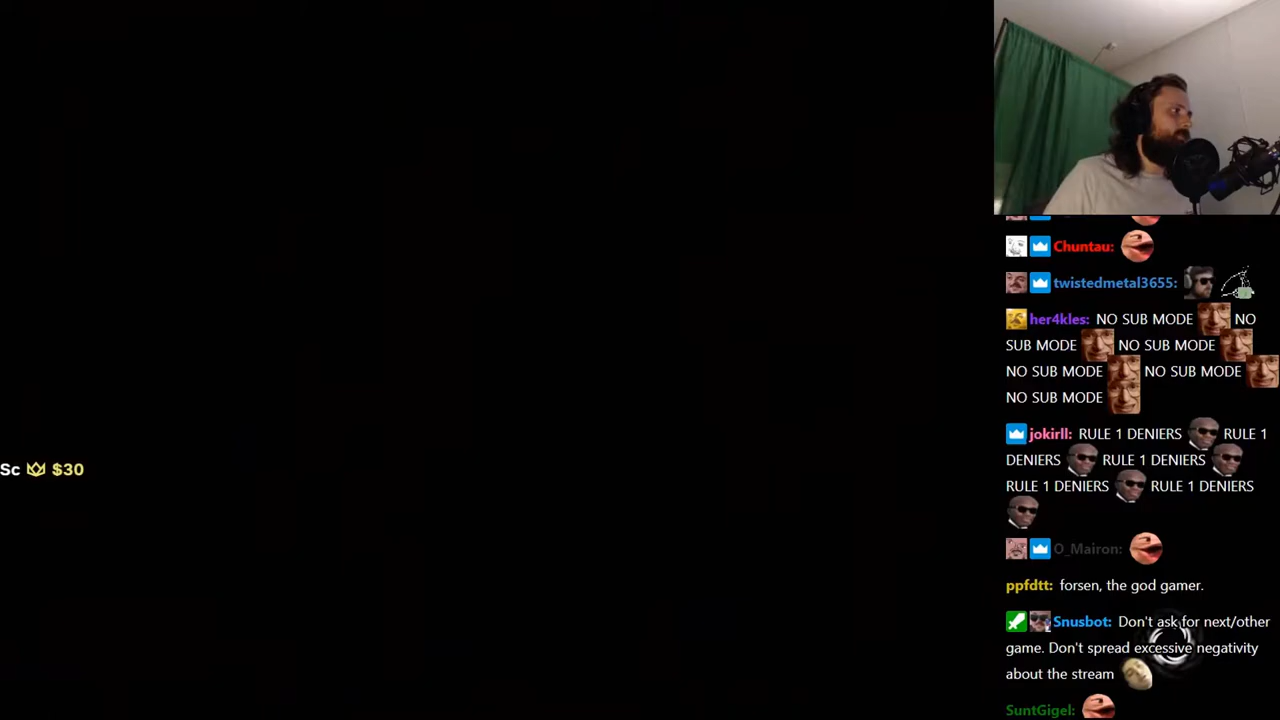 Chuntau:
twistedmetal3655:
her4kles: NO SUB MODE NO
SUB MODE NO SUB MODE
NO SUB MODE NO SUB MODE
NO SUB MODE
jokirll: RULE 1 DENIERS RULE 1
DENIERS RULE 1 DENIERS
RULE 1 DENIERS RULE 1 DENIERS
Sc $30
O_Mairon:
ppfdtt: forsen, the god gamer.
Snusbot: Don't ask for next/other
game. Don't spread excessive negativity
about the stream
SuntGigel: